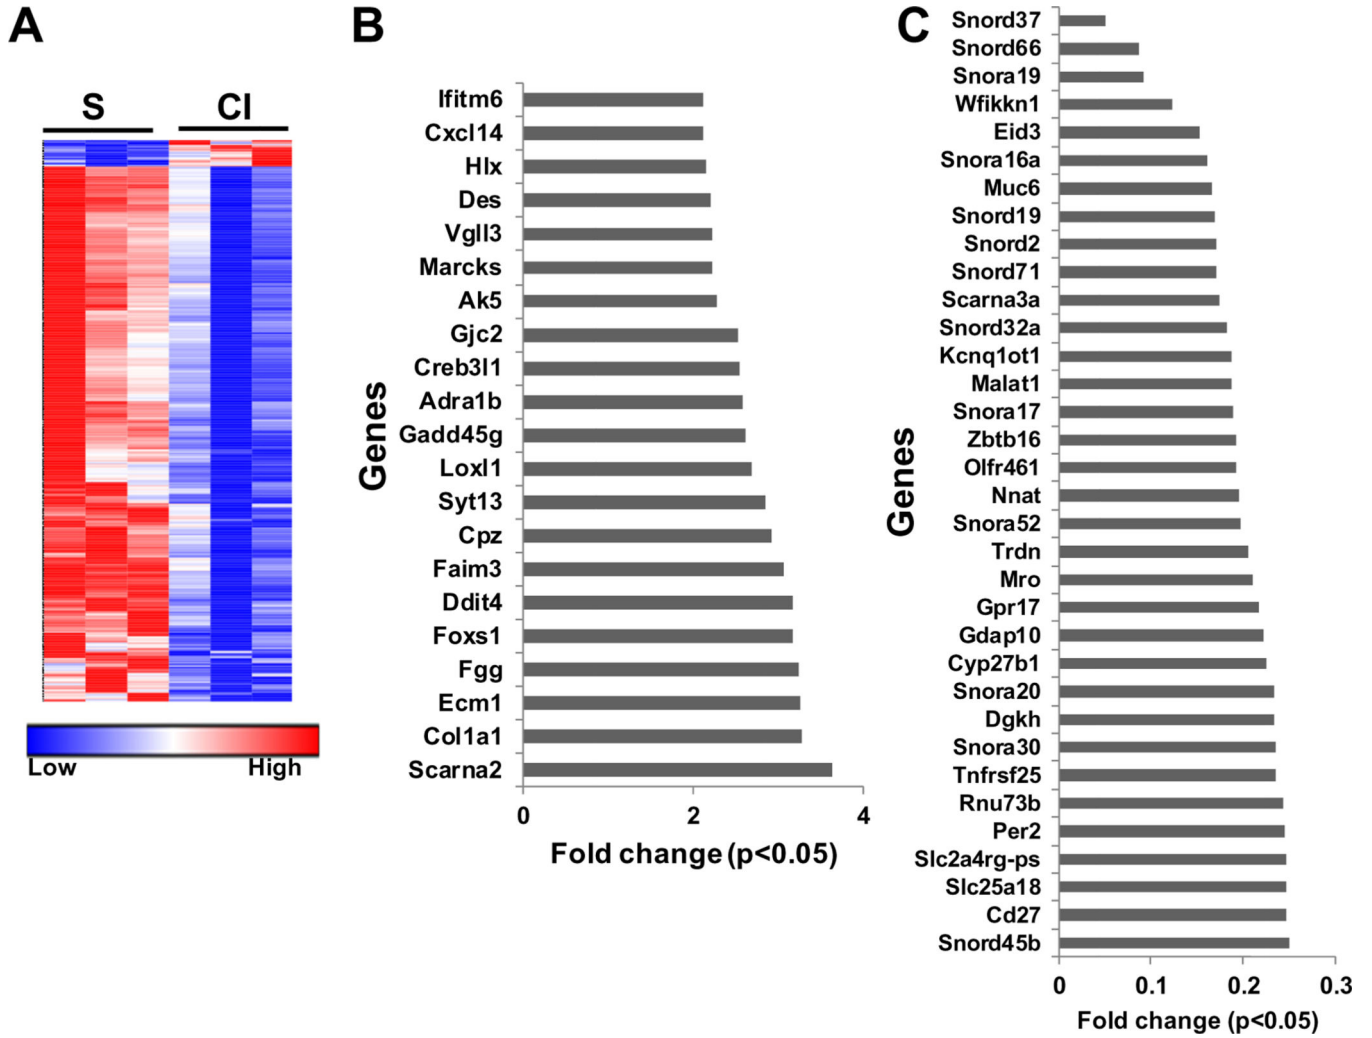 A
S
CI
Low
High
B
Genes
Ifitm6
Cxcl14
Hlx
Des
Vgll3
Marcks
Ak5
Gjc2
Creb3l1
Adra1b
Gadd45g
Loxl1
Syt13
Cpz
Faim3
Ddit4
Foxs1
Fgg
Ecm1
Col1a1
Scarna2
0
2
4
Fold change (p<0.05)
C
Genes
Snord37
Snord66
Snora19
Wfikkn1
Eid3
Snora16a
Muc6
Snord19
Snord2
Snord71
Scarna3a
Snord32a
Kcnq1ot1
Malat1
Snora17
Zbtb16
Olfr461
Nnat
Snora52
Trdn
Mro
Gpr17
Gdap10
Cyp27b1
Snora20
Dgkh
Snora30
Tnfrsf25
Rnu73b
Per2
Slc2a4rg-ps
Slc25a18
Cd27
Snord45b
0
0.1
0.2
0.3
Fold change (p<0.05)